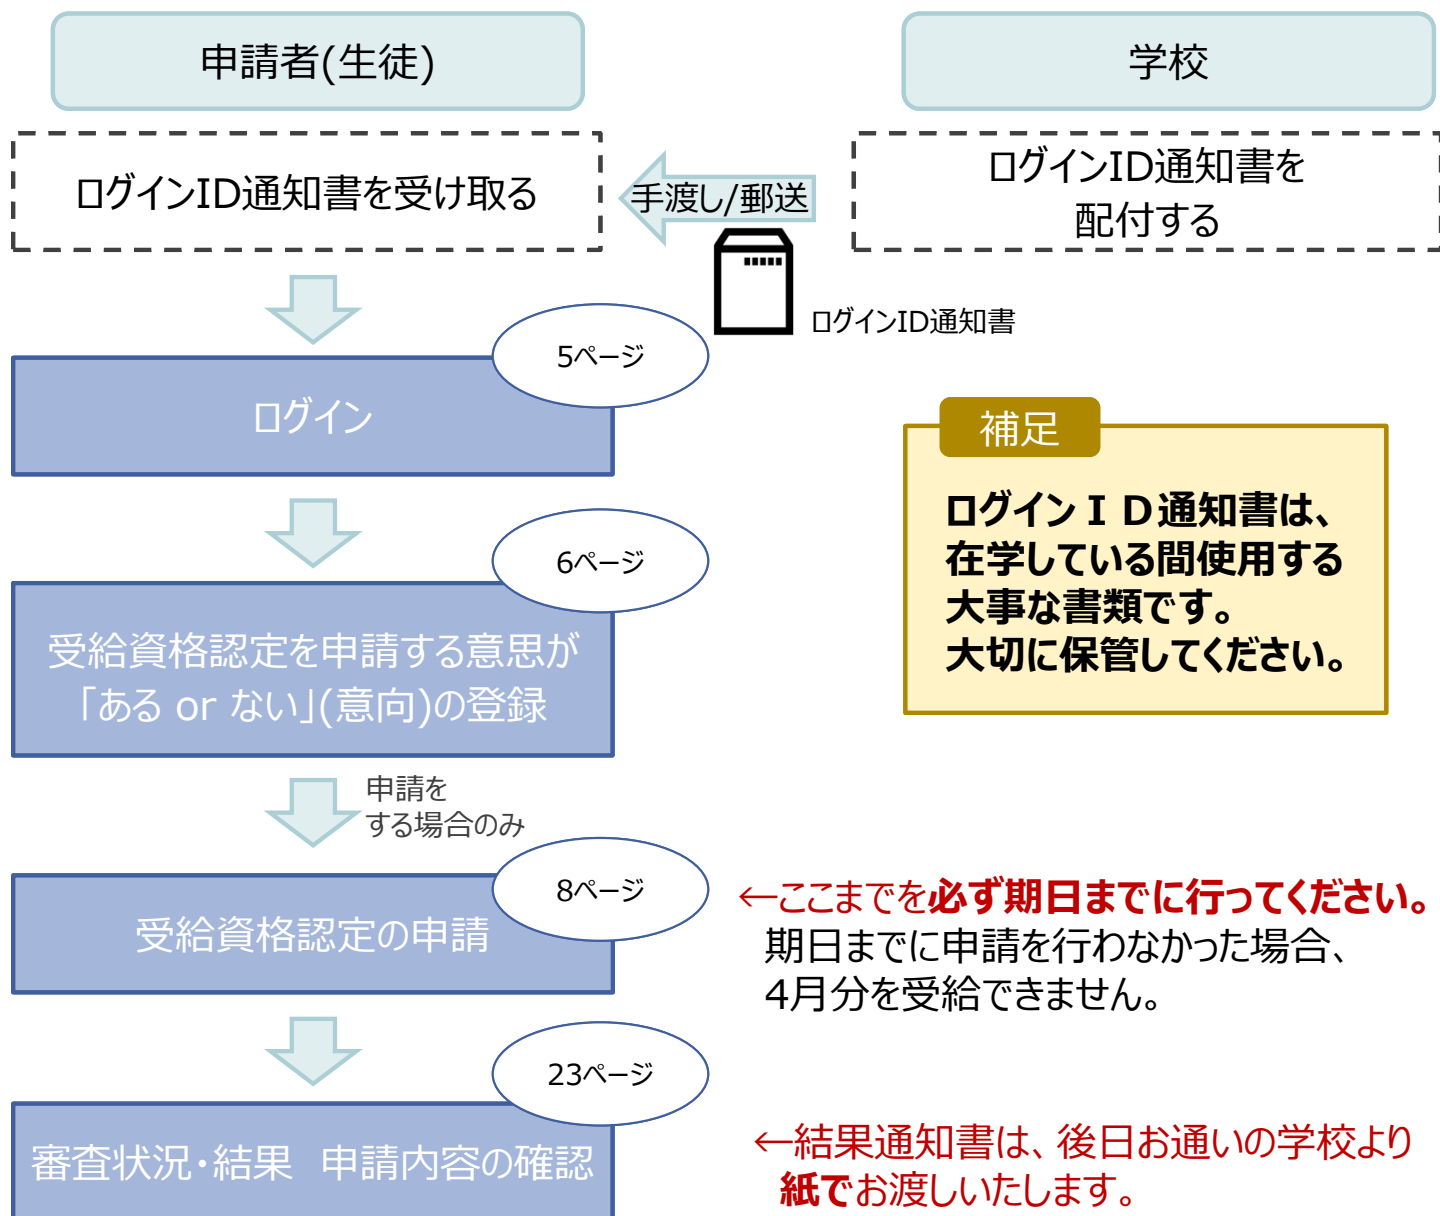 申請者(生徒)
学校
ログインID通知書を受け取る
手渡し/郵送
ログインID通知書を
配付する
ログインID通知書
5ページ
ログイン
補足
ログインＩＤ通知書は、
在学している間使用する
大事な書類です。
大切に保管してください。
6ページ
受給資格認定を申請する意思が
「ある or ない」(意向)の登録
申請を
する場合のみ
8ページ
受給資格認定の申請
←ここまでを必ず期日までに行ってください。
期日までに申請を行わなかった場合、
4月分を受給できません。
23ページ
審査状況・結果　申請内容の確認
←結果通知書は、後日お通いの学校より
紙でお渡しいたします。